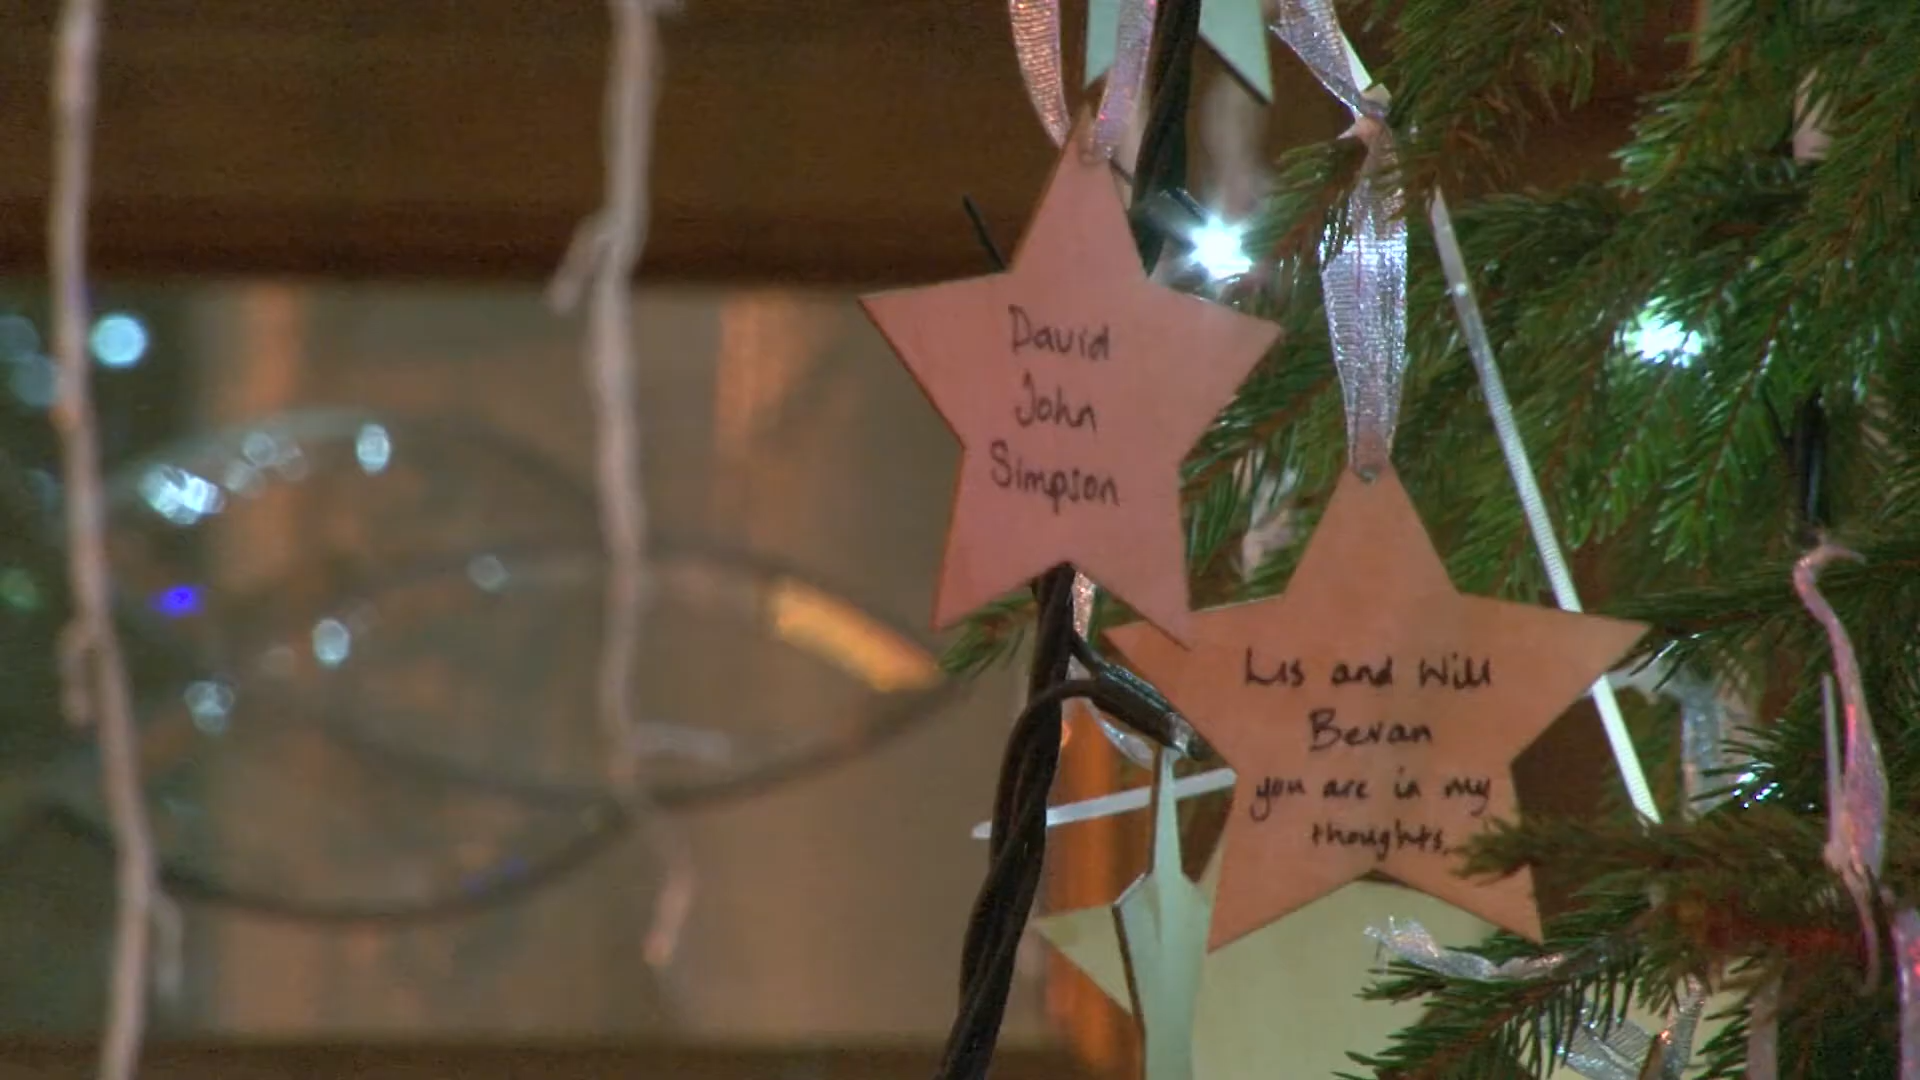 David
John
Simpson
Lis and Will
Bevan
you are in my
thoughts.